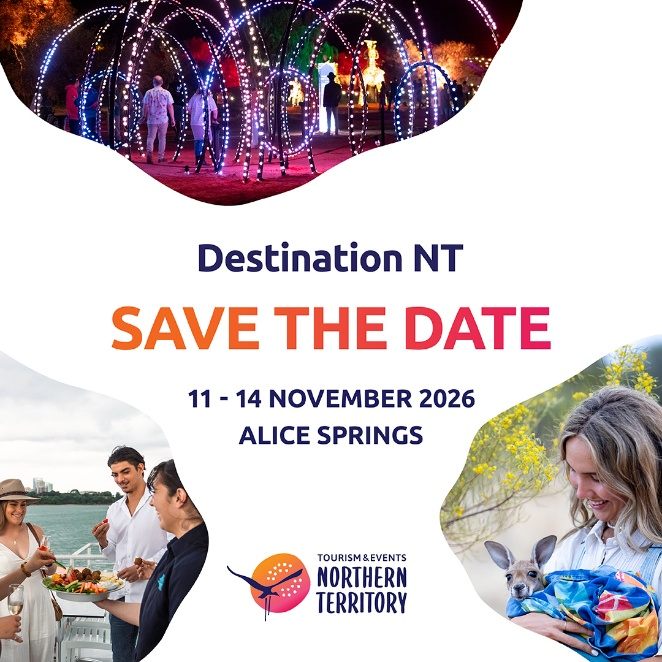 Destination NT
SAVE THE DATE
11 - 14 NOVEMBER 2026
ALICE SPRINGS
TOURISM & EVENTS
NORTHERN
TERRITORY